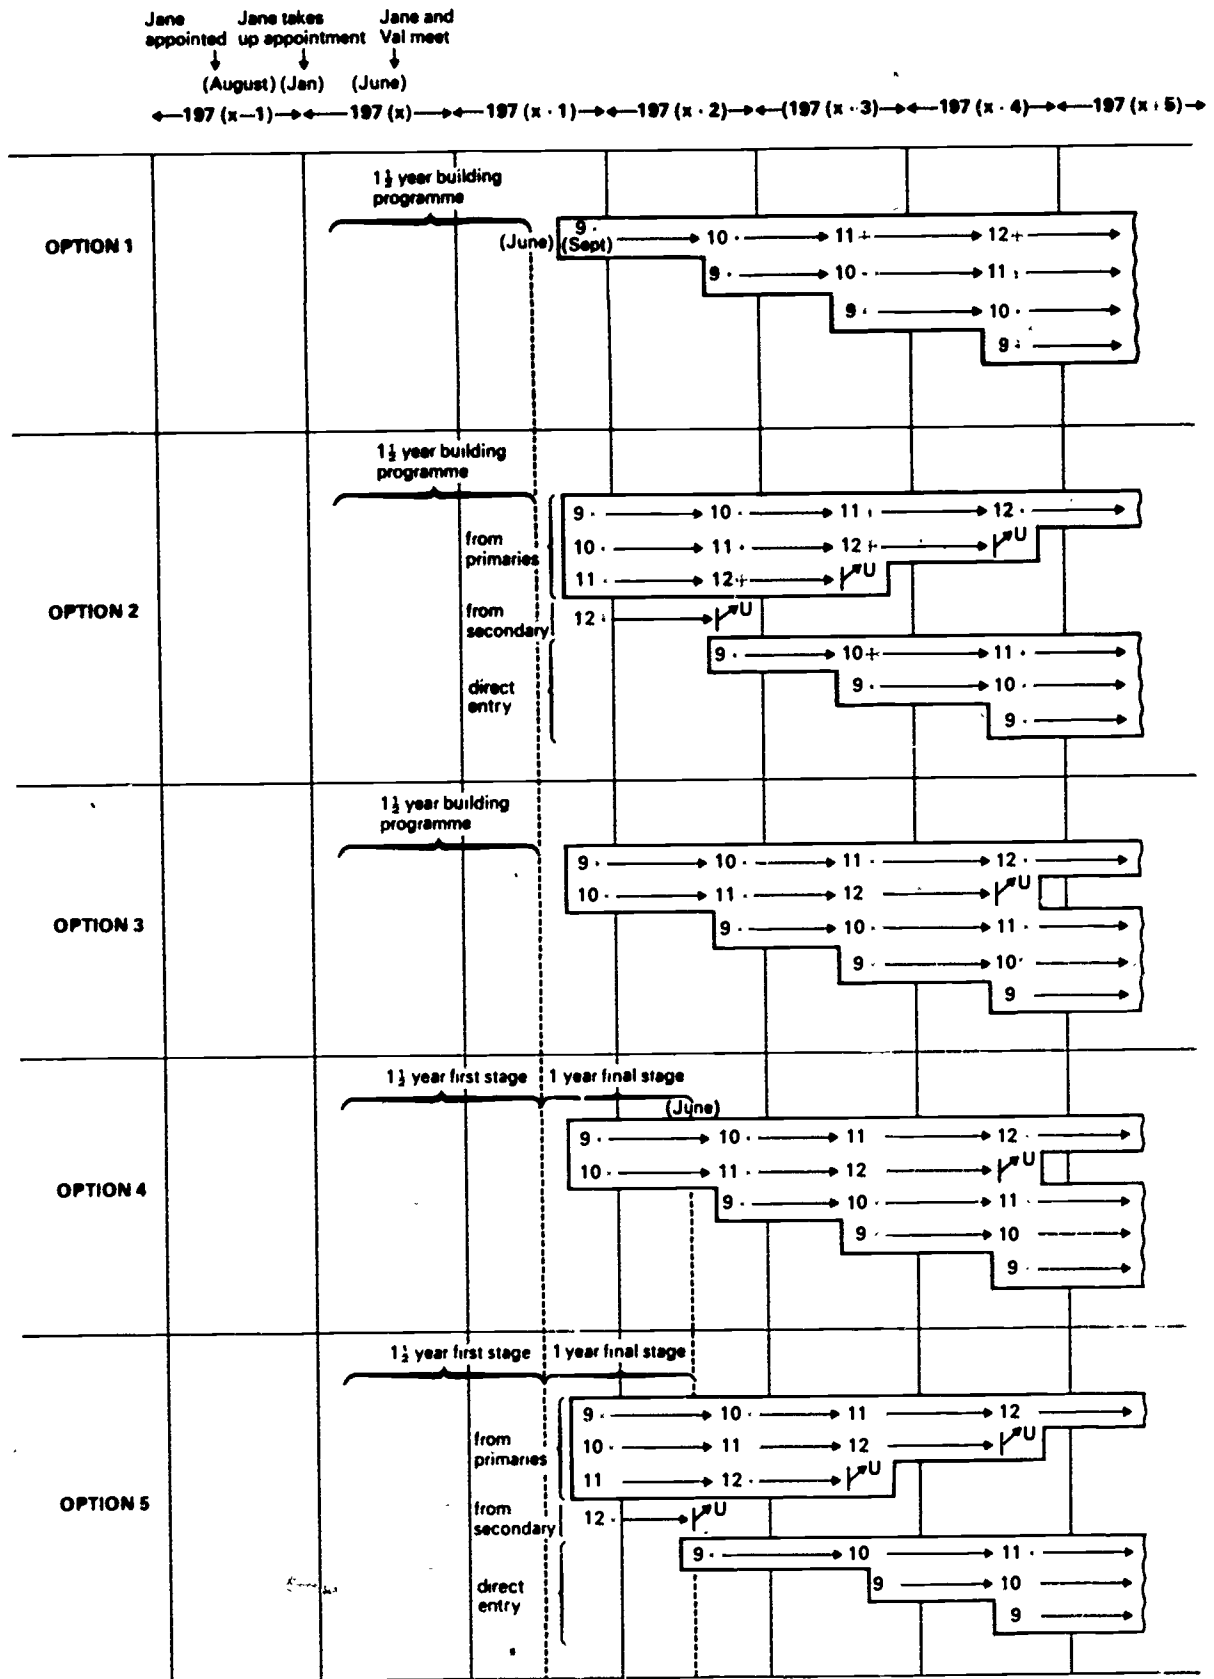 Jane appointed
Jane takes up appointment
Jane and Val meet
(August) (Jan) (June)
197 (x–1) 197 (x) 197 (x · 1) 197 (x · 2) (197 (x · 3) 197 (x · 4) 197 (x + 5)
OPTION 1
1½ year building
programme
(June) (Sept)
9 · 10 · 11 + 12 +
9 · 10 · 11 ·
9 · 10 ·
9 ·
OPTION 2
1½ year building
programme
from
primaries
9 · 10 · 11 · 12 ·
10 · 11 · 12 + U
11 · 12 + U
from
secondary
12 · U
direct
entry
9 · 10 + 11 ·
9 · 10 ·
9 ·
OPTION 3
1½ year building
programme
9 · 10 · 11 · 12 ·
10 · 11 · 12 U
9 · 10 · 11 ·
9 · 10 ·
9
OPTION 4
1½ year first stage 1 year final stage
(June)
9 · 10 · 11 12 ·
10 · 11 · 12 U
9 · 10 11 ·
9 · 10
9 ·
OPTION 5
1½ year first stage 1 year final stage
from
primaries
9 · 10 · 11 12
10 · 11 12 U
11 12 · U
from
secondary
12 · U
direct
entry
9 · 10 11 ·
9 10
9